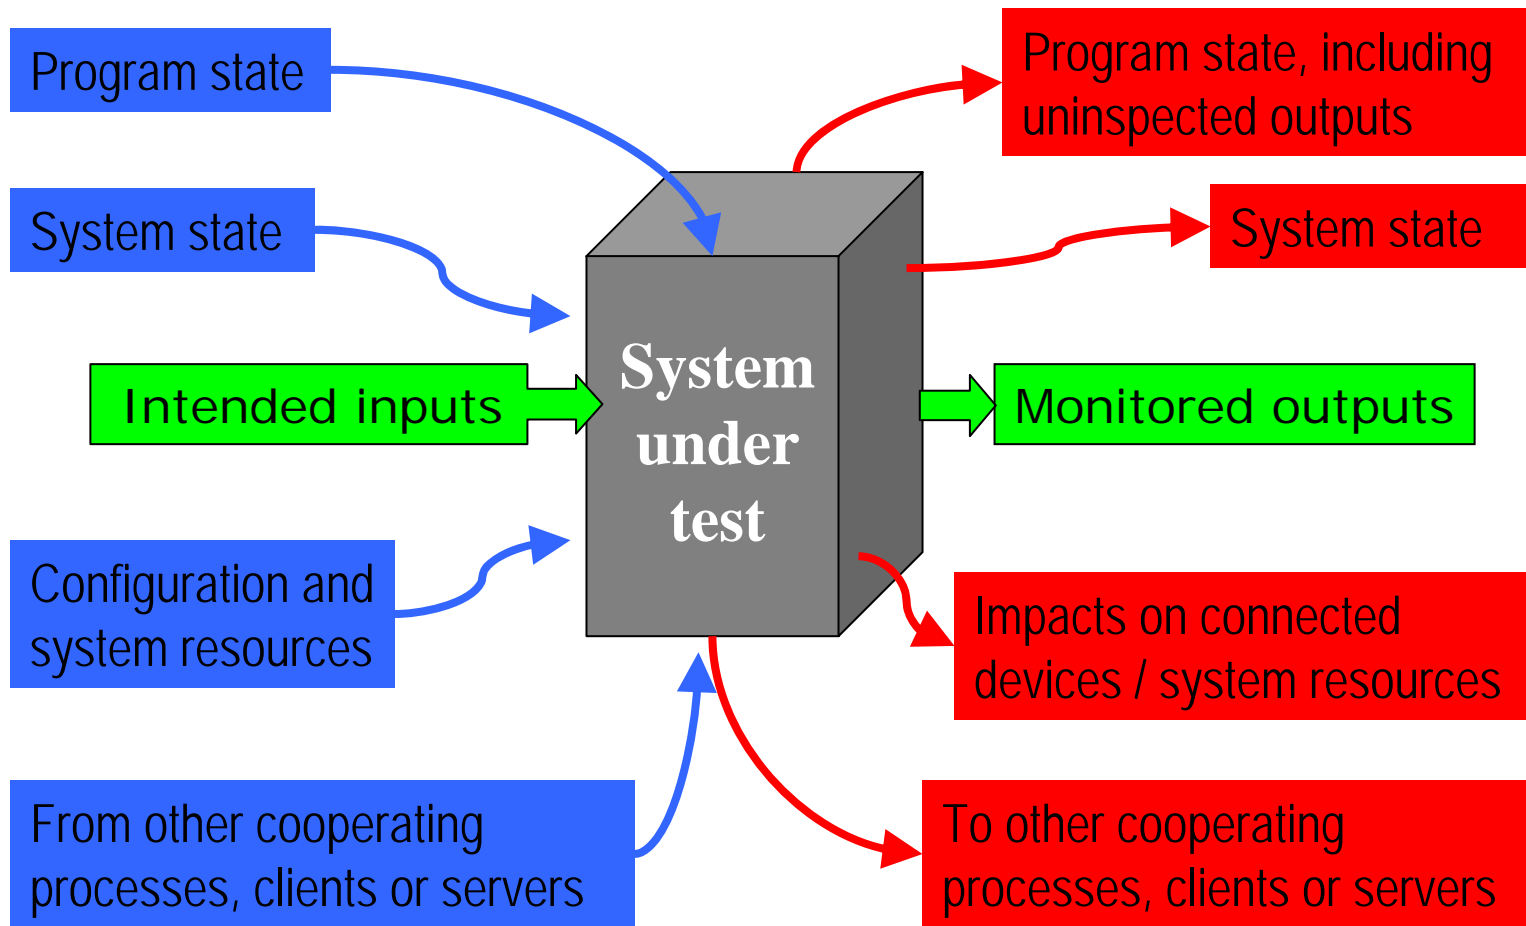 Program state
System state
Intended inputs
Configuration and
system resources
From other cooperating
processes, clients or servers
System
under
test
Program state, including
uninspected outputs
System state
Monitored outputs
Impacts on connected
devices / system resources
To other cooperating
processes, clients or servers